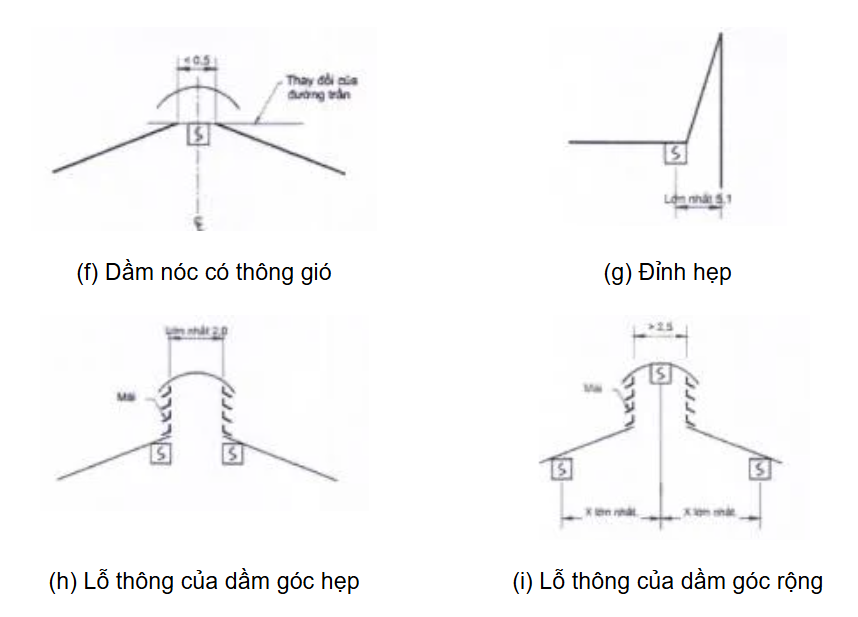 < 0,5
Thay đổi của
đường trần
S
Lớn nhất 5,1
S
(f) Dầm nóc có thông gió
(g) Đỉnh hẹp
Lớn nhất 2,0
Mái
S
S
> 2,5
S
Mái
S
S
X lớn nhất
X lớn nhất
(h) Lỗ thông của dầm góc hẹp
(i) Lỗ thông của dầm góc rộng